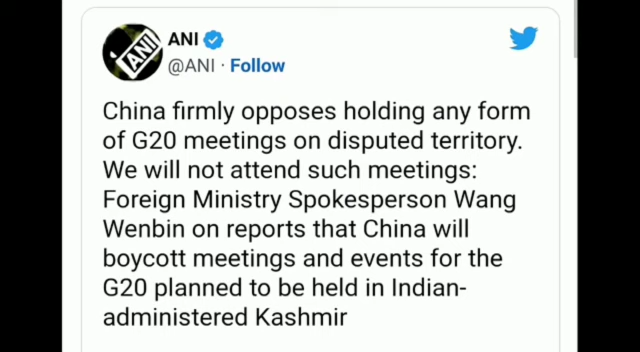 ANI
ANI
@ANI · Follow
China firmly opposes holding any form
of G20 meetings on disputed territory.
We will not attend such meetings:
Foreign Ministry Spokesperson Wang
Wenbin on reports that China will
boycott meetings and events for the
G20 planned to be held in Indian-
administered Kashmir